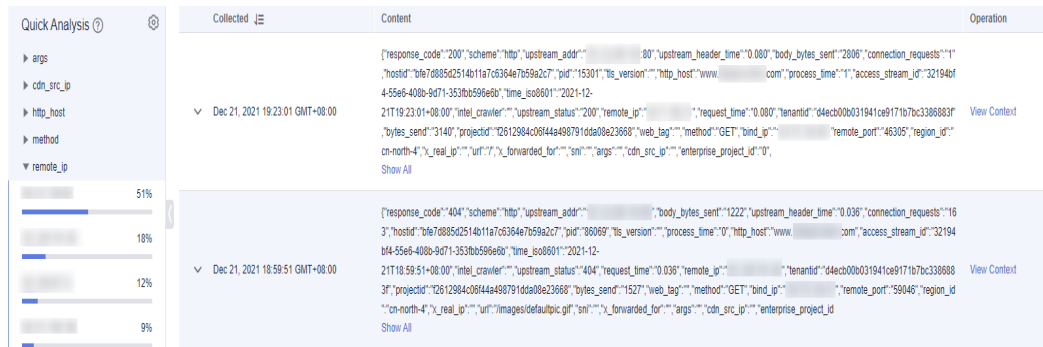 Quick Analysis
Collected
Content
Operation
args
cdn_src_ip
http_host
method
remote_ip
51%
18%
12%
9%
Dec 21, 2021 19:23:01 GMT+08:00
{"response_code":"200","scheme":"http","upstream_addr":" :80","upstream_header_time":"0.080","body_bytes_sent":"2806","connection_requests":"1"
,"hostid":"bfe7d885d2514b11a7c6364e7b59a2c7","pid":"15301","tls_version":"","http_host":"www. com","process_time":"1","access_stream_id":"32194bf
4-55e6-408b-9d71-353fbb596e6b","time_iso8601":"2021-12-
21T19:23:01+08:00","intel_crawler":"","upstream_status":"200","remote_ip":" ","request_time":"0.080","tenantid":"d4ecb00b031941ce9171b7bc3386883f"
,"bytes_send":"3140","projectid":"f2612984c06f44a498791dda08e23668","web_tag":"","method":"GET","bind_ip":" ","remote_port":"46305","region_id":"
cn-north-4","x_real_ip":"","url":"/","x_forwarded_for":"","sni":"","args":"","cdn_src_ip":"","enterprise_project_id":"0",
Show All
View Context
Dec 21, 2021 18:59:51 GMT+08:00
{"response_code":"404","scheme":"http","upstream_addr":" ","body_bytes_sent":"1222","upstream_header_time":"0.036","connection_requests":"16
3","hostid":"bfe7d885d2514b11a7c6364e7b59a2c7","pid":"86069","tls_version":"","process_time":"0","http_host":"www. com","access_stream_id":"32194
bf4-55e6-408b-9d71-353fbb596e6b","time_iso8601":"2021-12-
21T18:59:51+08:00","intel_crawler":"","upstream_status":"404","request_time":"0.036","remote_ip":" ","tenantid":"d4ecb00b031941ce9171b7bc338688
3f","projectid":"f2612984c06f44a498791dda08e23668","bytes_send":"1527","web_tag":"","method":"GET","bind_ip":" ","remote_port":"59046","region_id
":"cn-north-4","x_real_ip":"","url":"/images/defaultpic.gif","sni":"","x_forwarded_for":"","args":"","cdn_src_ip":"","enterprise_project_id
Show All
View Context